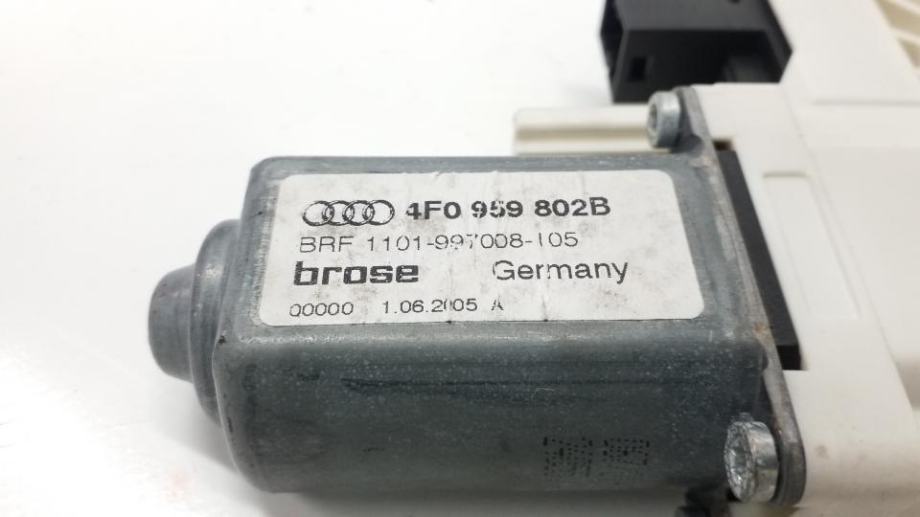 4F0 959 802B
BRF 1101-997008-105
brose Germany
00000 1.06.2005 A